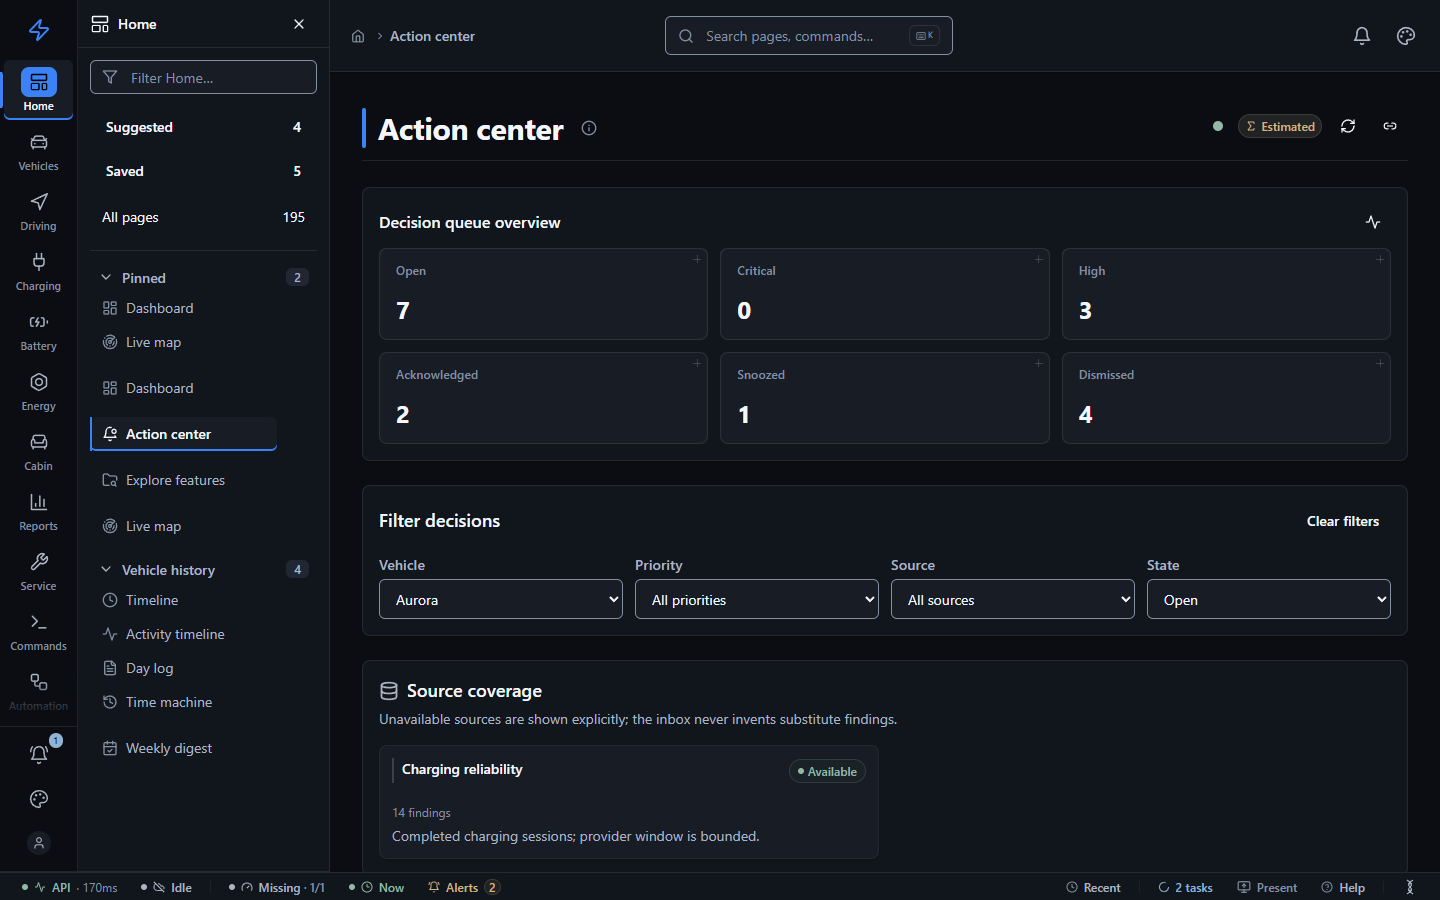 Home
Vehicles
Driving
Charging
Battery
Energy
Cabin
Reports
Service
Commands
Automation
1
Home
Filter Home...
Suggested 4
Saved 5
All pages 195
Pinned 2
Dashboard
Live map
Dashboard
Action center
Explore features
Live map
Vehicle history 4
Timeline
Activity timeline
Day log
Time machine
Weekly digest
Action center
Search pages, commands... K
Action center
Estimated
Decision queue overview
Open
7
Critical
0
High
3
Acknowledged
2
Snoozed
1
Dismissed
4
Filter decisions
Clear filters
Vehicle
Aurora
Priority
All priorities
Source
All sources
State
Open
Source coverage
Unavailable sources are shown explicitly; the inbox never invents substitute findings.
Charging reliability
Available
14 findings
Completed charging sessions; provider window is bounded.
API · 170ms
Idle
Missing · 1/1
Now
Alerts 2
Recent
2 tasks
Present
Help